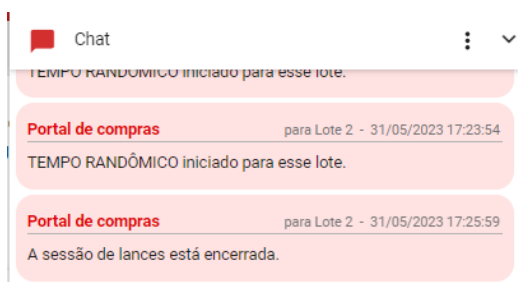 Chat
TEMPO RANDÔMICO iniciado para esse lote.
Portal de compras para Lote 2 - 31/05/2023 17:23:54
TEMPO RANDÔMICO iniciado para esse lote.
Portal de compras para Lote 2 - 31/05/2023 17:25:59
A sessão de lances está encerrada.